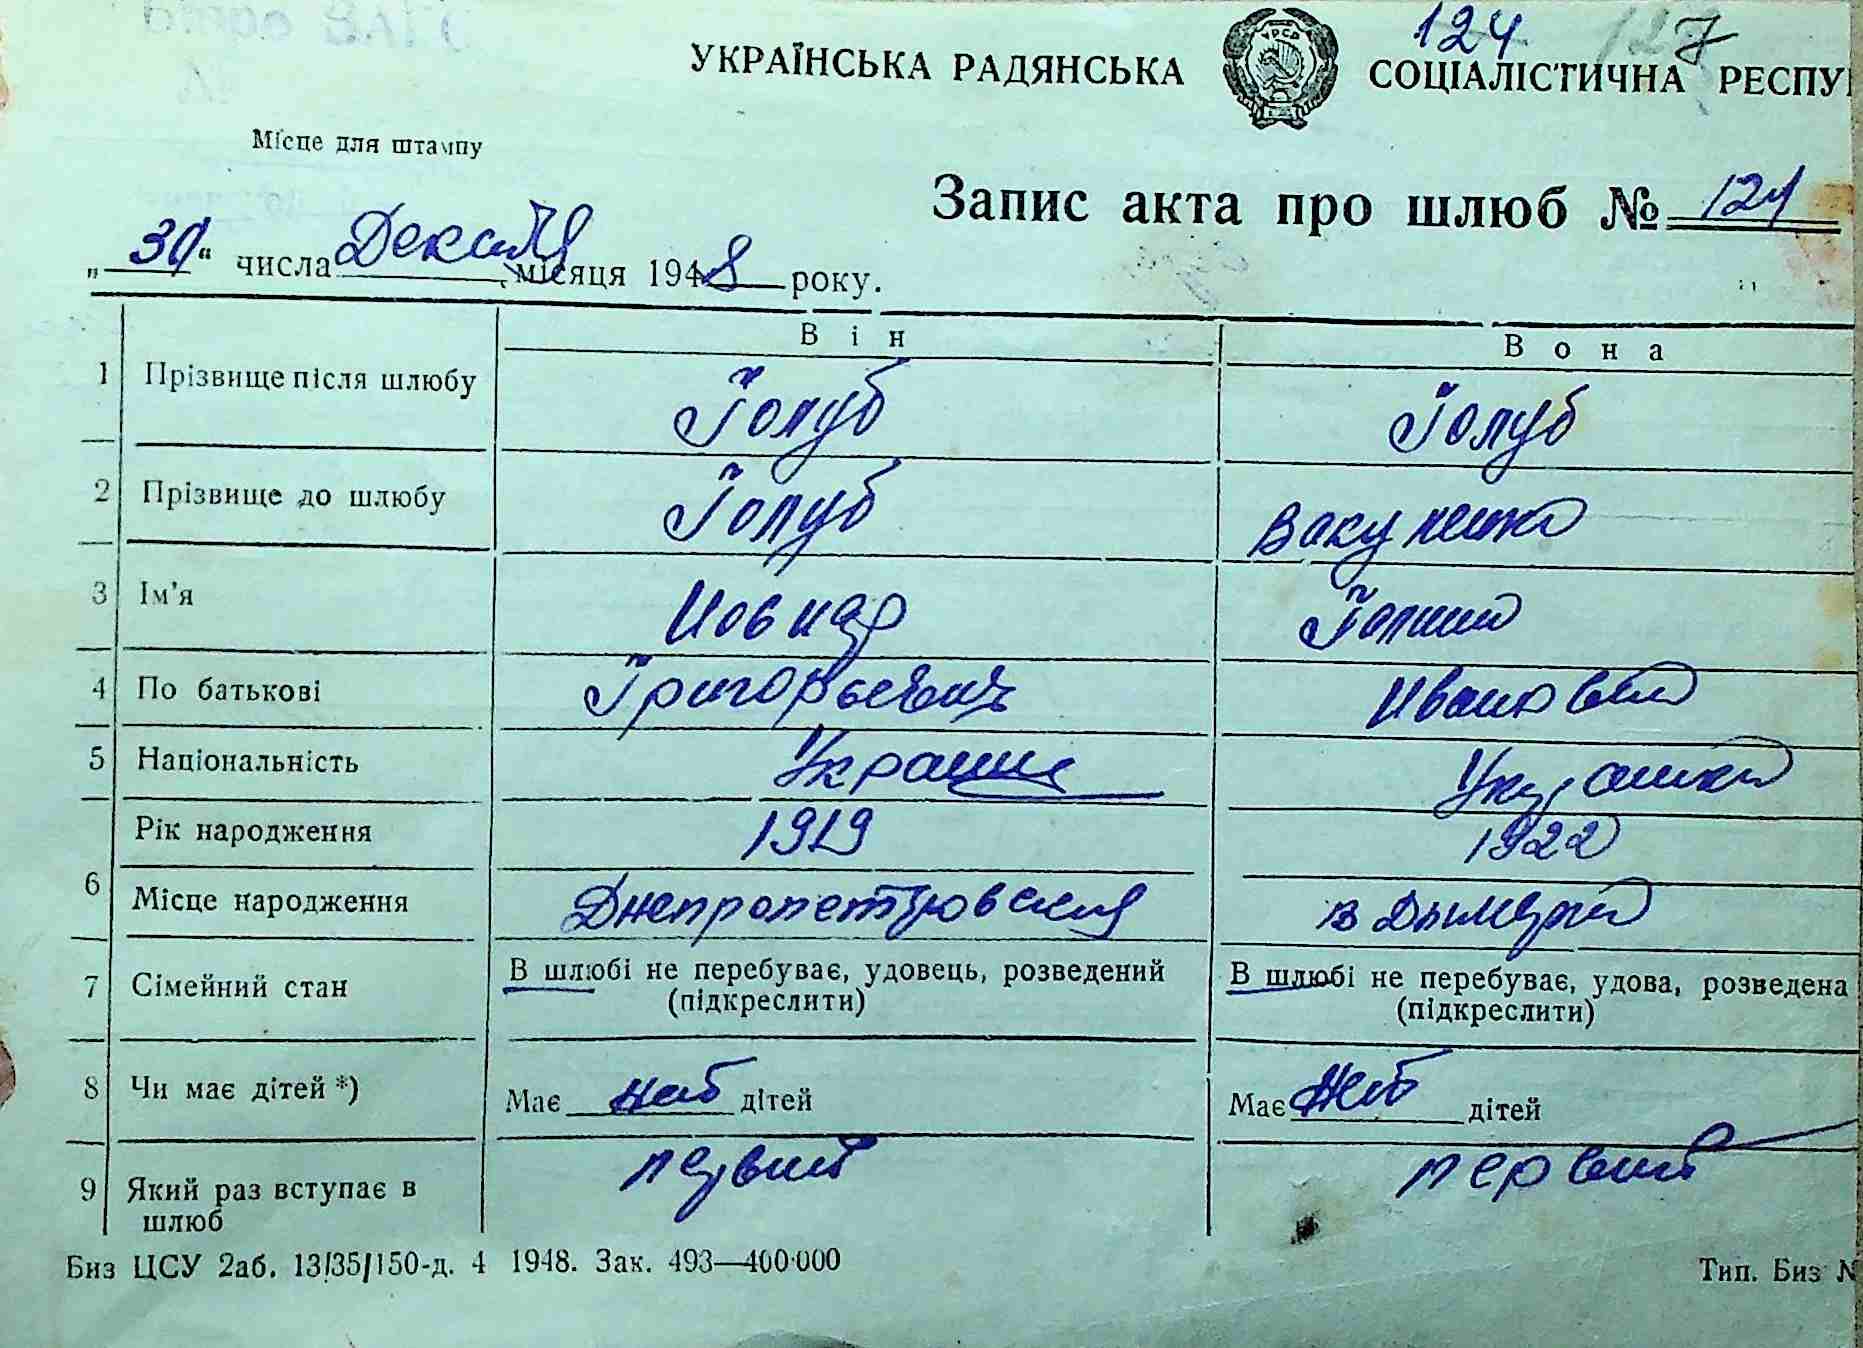 124 127
УКРАЇНСЬКА РАДЯНСЬКА СОЦІАЛІСТИЧНА РЕСПУ
Місце для штампу
Запис акта про шлюб № 124
„30" числа Декабря місяця 1948 року.
Він Вона
1 Прізвище після шлюбу Голуб Голуб
2 Прізвище до шлюбу Голуб Вакуленко
3 Ім'я Галина
4 По батькові Григорьевич Ивановна
5 Національність Украинец Украинка
Рік народження 1919 1922
6
Місце народження Днепропетровская в Дымерка
7 Сімейний стан В шлюбі не перебуває, удовець, розведений В шлюбі не перебуває, удова, розведена
(підкреслити) (підкреслити)
8 Чи має дітей *) Має нет дітей Має нет дітей
9 Який раз вступає в первый первый
шлюб
Биз ЦСУ 2аб. 13/35/150-д. 4 1948. Зак. 493—400·000 Тип. Биз